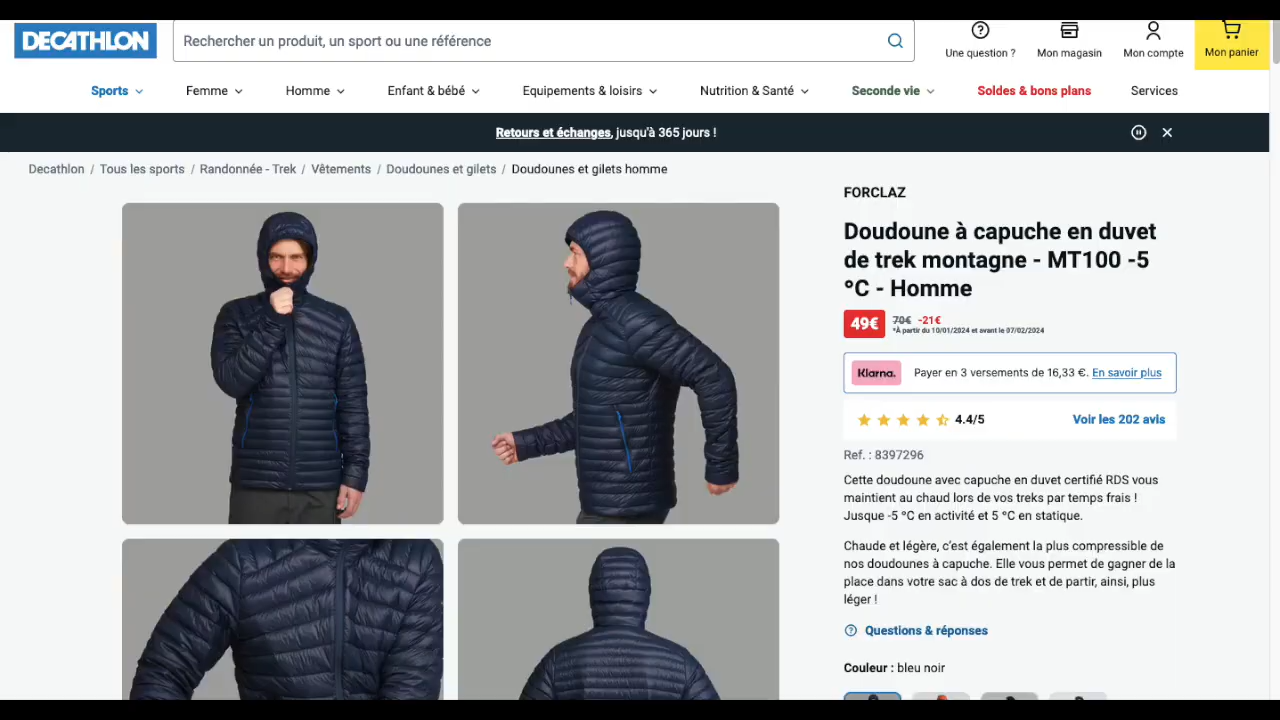 DECATHLON
Rechercher un produit, un sport ou une référence
Une question ?
Mon magasin
Mon compte
Mon panier
Sports
Femme
Homme
Enfant & bébé
Equipements & loisirs
Nutrition & Santé
Seconde vie
Soldes & bons plans
Services
Retours et échanges, jusqu'à 365 jours !
Decathlon / Tous les sports / Randonnée - Trek / Vêtements / Doudounes et gilets / Doudounes et gilets homme
FORCLAZ
Doudoune à capuche en duvet
de trek montagne - MT100 -5
°C - Homme
49€ 70€ -21€
*À partir du 10/01/2024 et avant le 07/02/2024
Klarna. Payer en 3 versements de 16,33 €. En savoir plus
4.4/5 Voir les 202 avis
Ref. : 8397296
Cette doudoune avec capuche en duvet certifié RDS vous
maintient au chaud lors de vos treks par temps frais !
Jusque -5 °C en activité et 5 °C en statique.
Chaude et légère, c’est également la plus compressible de
nos doudounes à capuche. Elle vous permet de gagner de la
place dans votre sac à dos de trek et de partir, ainsi, plus
léger !
Questions & réponses
Couleur : bleu noir